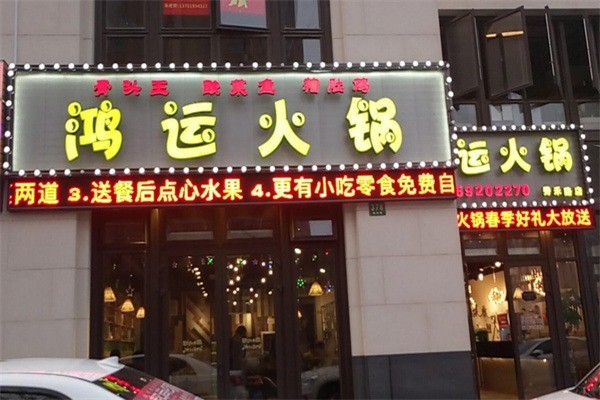 骨头王 酸菜鱼 猪肚鸡
鸿运火锅
两道 3.送餐后点心水果 4.更有小吃零食免费自
运火锅
99202270
火锅春季好礼大放送